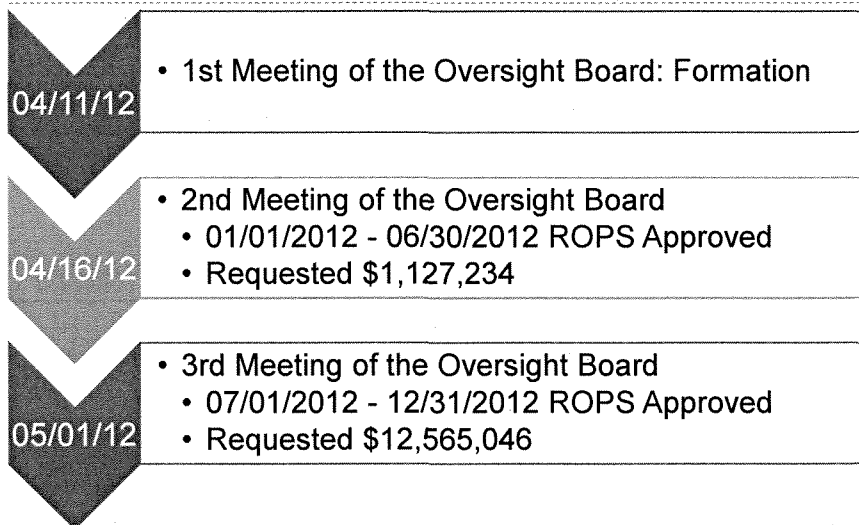 04/11/12
• 1st Meeting of the Oversight Board: Formation
04/16/12
• 2nd Meeting of the Oversight Board
• 01/01/2012 - 06/30/2012 ROPS Approved
• Requested $1,127,234
05/01/12
• 3rd Meeting of the Oversight Board
• 07/01/2012 - 12/31/2012 ROPS Approved
• Requested $12,565,046